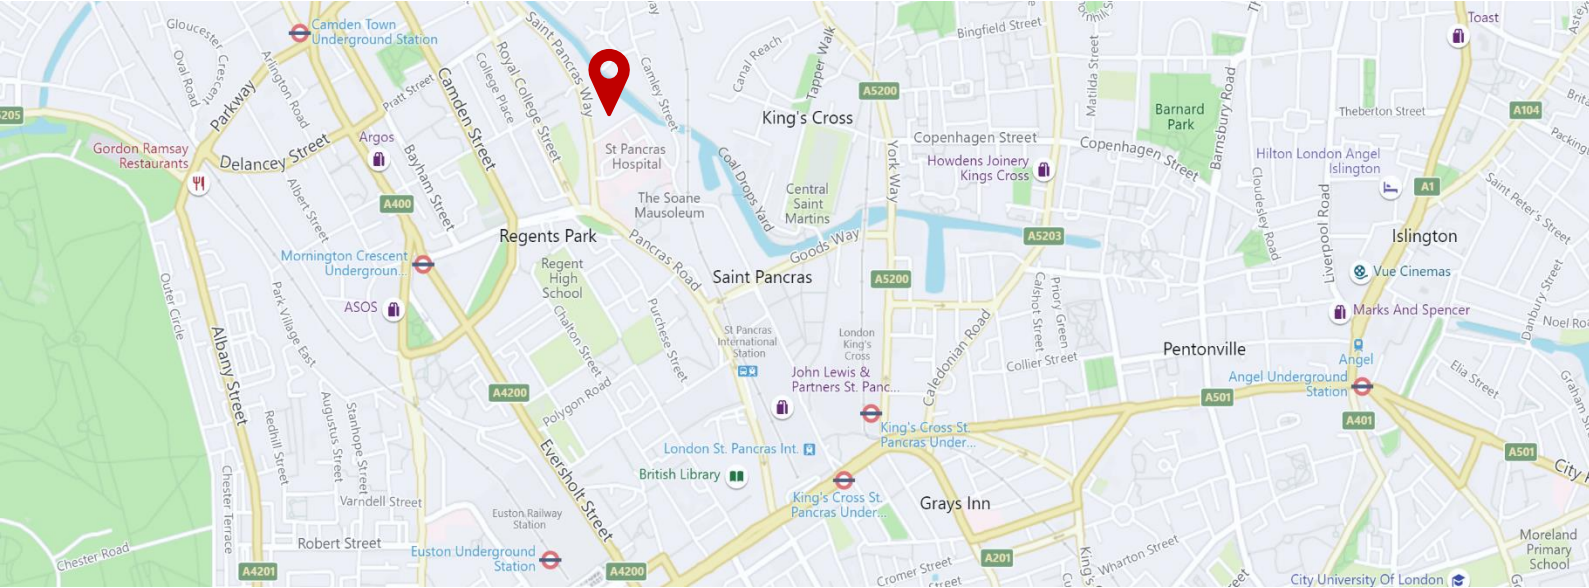 Camden Town
Underground Station
Gloucester Crescent
Oval Road
Arlington Road
Parkway
Pratt Street
Camden Street
College Place
Royal College Street
Saint Pancras Way
Camley Street
Canal Reach
Tapper Walk
King's Cross
A5200
Bingfield Street
Matilda Street
Barnard
Park
Barnsbury Road
Toast
Theberton Street
A104
205
Gordon Ramsay
Restaurants
Delancey Street
Argos
Bayham Street
Albert Street
A400
St Pancras
Hospital
The Soane
Mausoleum
Coal Drops Yard
Central
Saint
Martins
York Way
Copenhagen Street
Howdens Joinery
Kings Cross
Copenhagen Street
Hilton London Angel
Islington
Cloudesley Road
Liverpool Road
A1
Saint Peter's Street
Regents Park
Pancras Road
Goods Way
A5203
Islington
Mornington Crescent
Undergroun...
Regent
High
School
Saint Pancras
A5200
Vue Cinemas
Outer Circle
Park Village East
ASOS
Chalton Street
Purchese Street
St Pancras
International
Station
London
King's
Cross
Caledonian Road
Calshot Street
Priory Green
Collier Street
Pentonville
Marks And Spencer
Danbury Street
Noel Ro
Albany Street
John Lewis &
Partners St. Panc...
Angel
Angel Underground
Station
Elia Street
Graham S
A4200
Polygon Road
A501
A401
A501
City
Redhill Street
Augustus Street
Stanhope Street
Eversholt Street
London St. Pancras Int.
British Library
King's Cross St.
Pancras Under...
King's Cross St.
Pancras Under...
Grays Inn
Chester Terrace
Varndell Street
Euston Railway
Station
Robert Street
Chester Road
Euston Underground
Station
A4201
A4200
A201
Cromer Street
Wharton Street
King's
Moreland
Primary
School
City University Of London